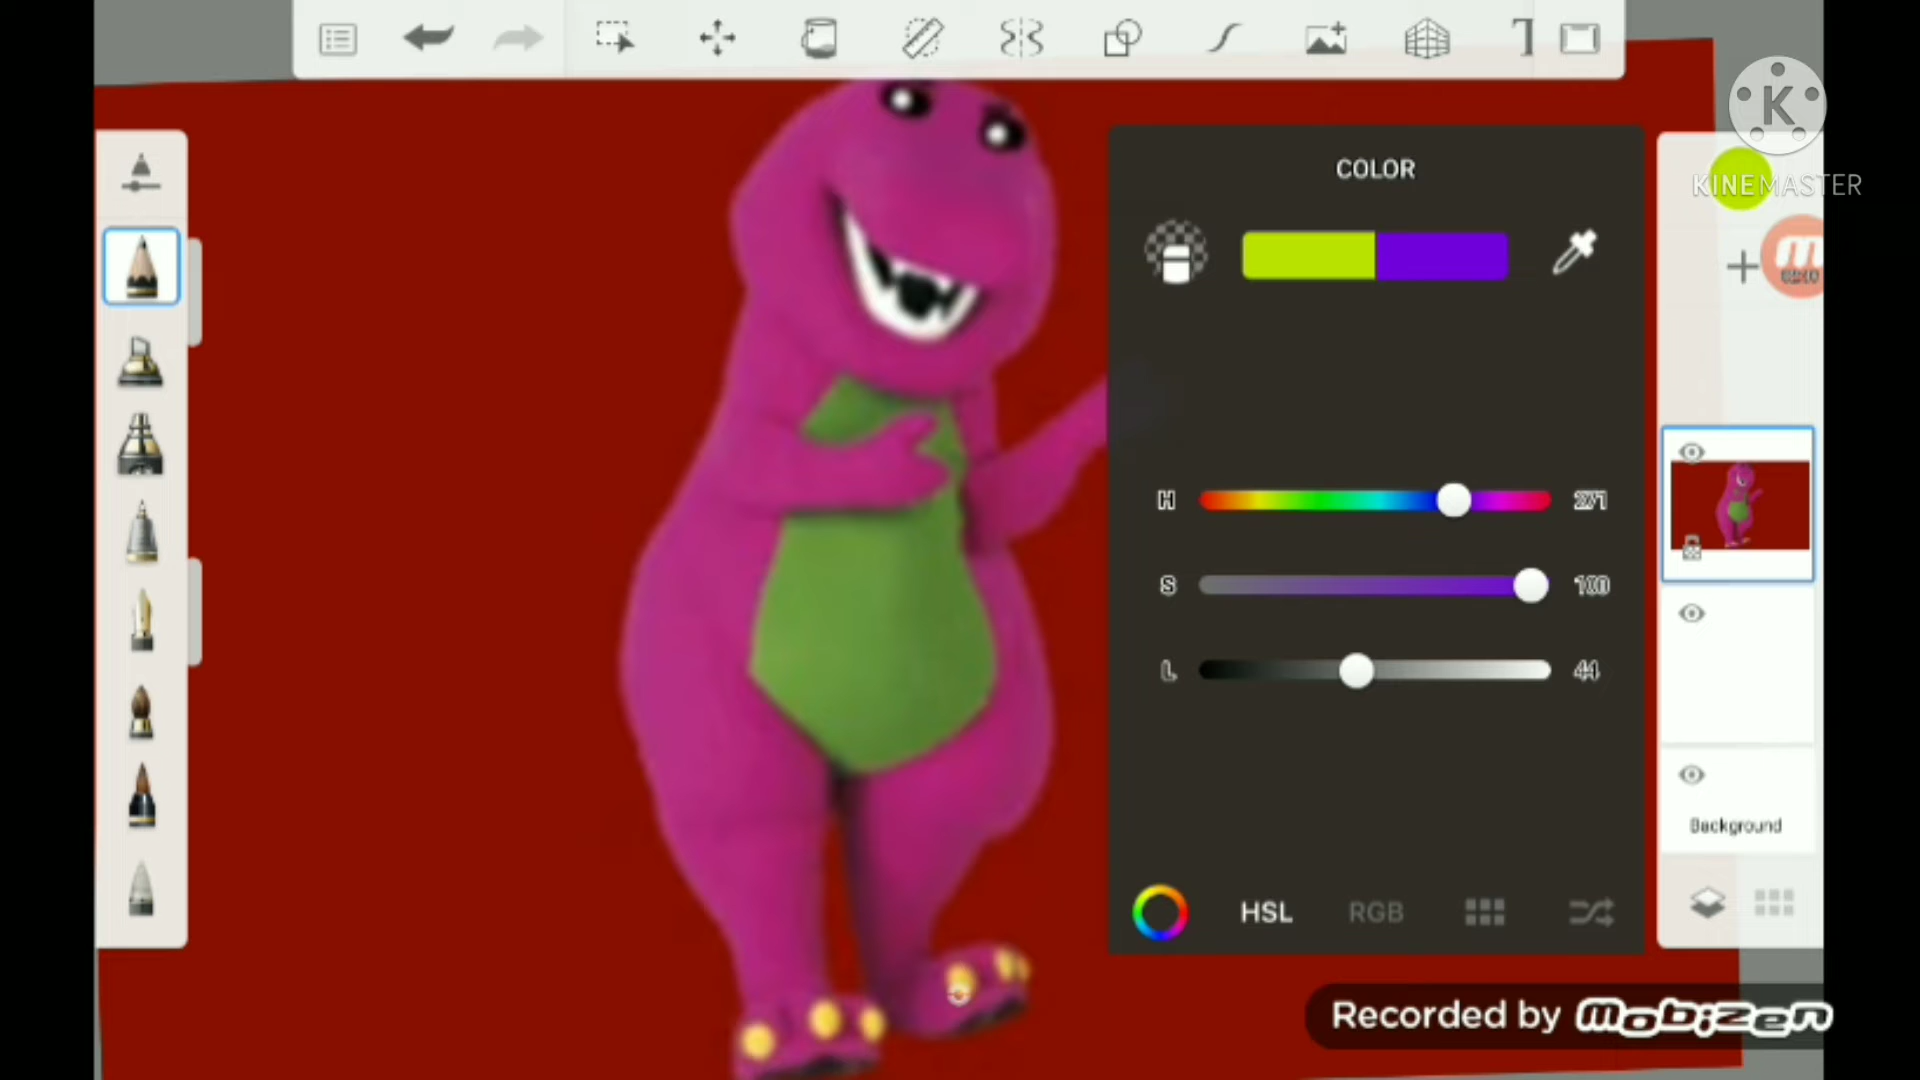 T
K
COLOR
KINEMASTER
H 271
S 100
L 44
Background
HSL RGB
Recorded by mobizen